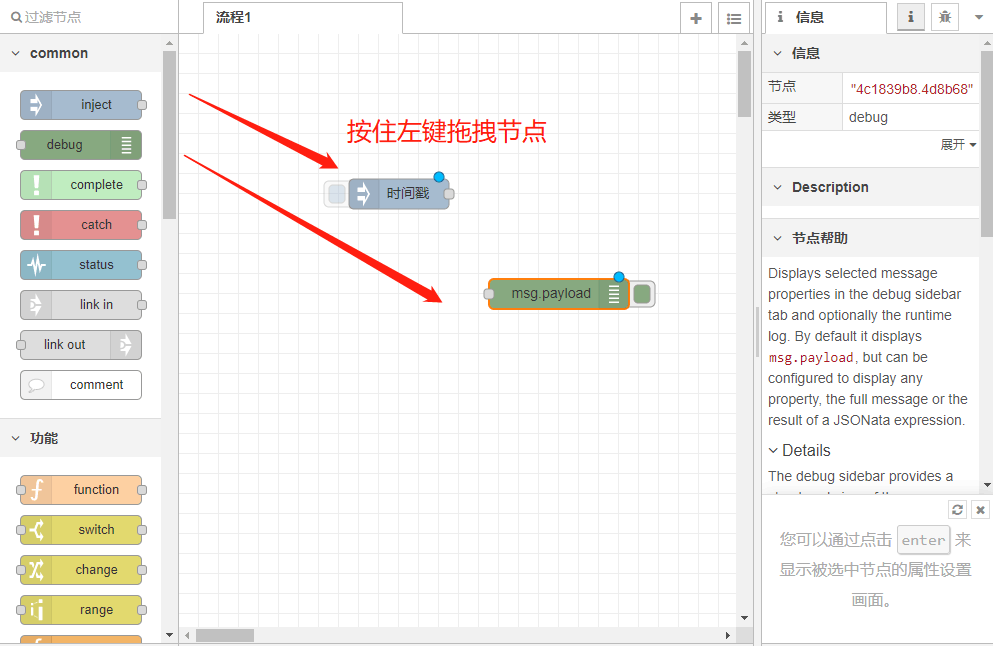 过滤节点
common
inject
debug
complete
catch
status
link in
link out
comment
功能
function
switch
change
range
流程1
按住左键拖拽节点
时间戳
msg.payload
i 信息
i
信息
节点 "4c1839b8.4d8b68"
类型 debug
展开
Description
节点帮助
Displays selected message
properties in the debug sidebar
tab and optionally the runtime
log. By default it displays
msg.payload, but can be
configured to display any
property, the full message or the
result of a JSONata expression.
Details
The debug sidebar provides a
您可以通过点击 enter 来
显示被选中节点的属性设置
画面。